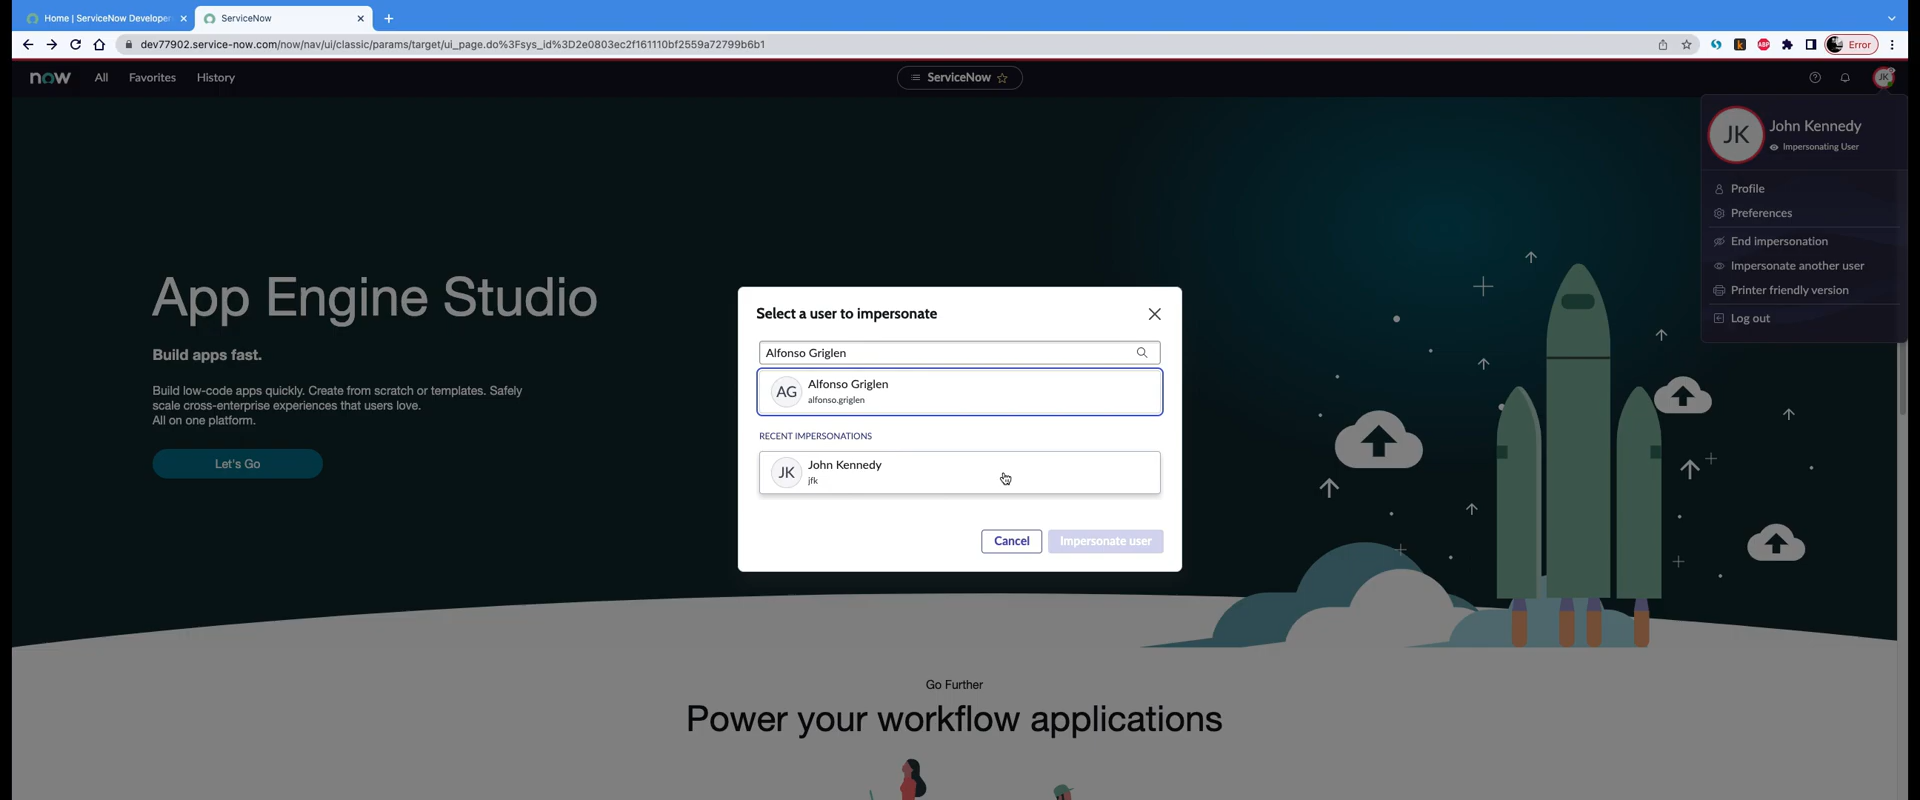 Home | ServiceNow Developer
ServiceNow
dev77902.service-now.com/now/nav/ui/classic/params/target/ui_page.do%3Fsys_id%3D2e0803ec2f161110bf2559a72799b6b1
Error
now
All
Favorites
History
ServiceNow
JK
JK
John Kennedy
Impersonating User
Profile
Preferences
End impersonation
Impersonate another user
Printer friendly version
Log out
App Engine Studio
Build apps fast.
Build low-code apps quickly. Create from scratch or templates. Safely
scale cross-enterprise experiences that users love.
All on one platform.
Let's Go
Select a user to impersonate
Alfonso Griglen
AG
Alfonso Griglen
alfonso.griglen
RECENT IMPERSONATIONS
JK
John Kennedy
jfk
Cancel
Impersonate user
Go Further
Power your workflow applications